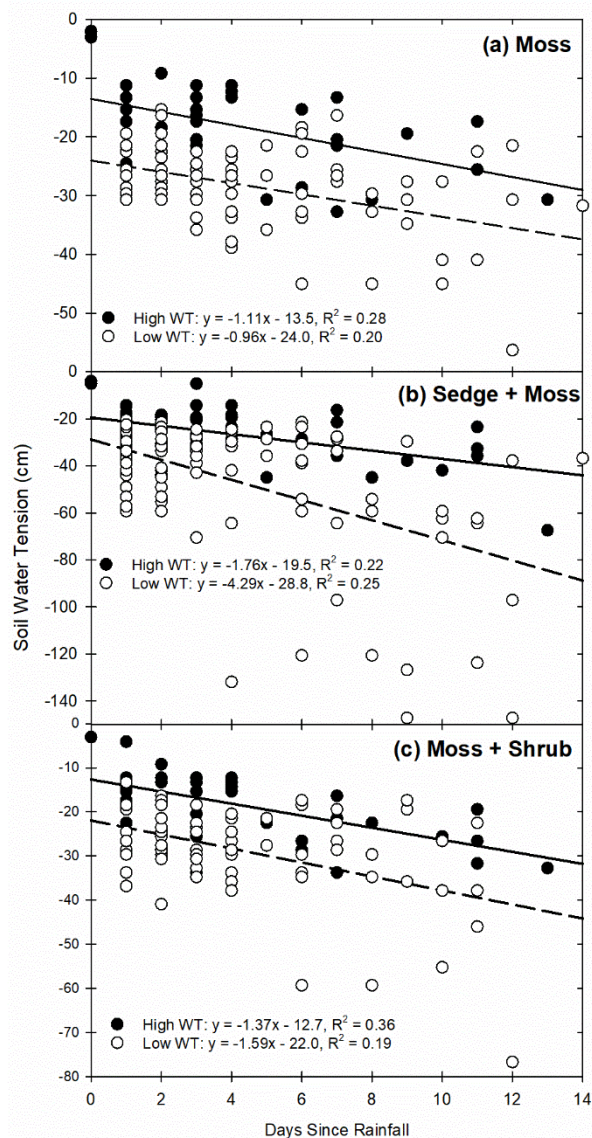 0
(a) Moss
-10
-20
-30
-40
-50
High WT: y = -1.11x - 13.5, R² = 0.28
Low WT: y = -0.96x - 24.0, R² = 0.20
0
(b) Sedge + Moss
-20
-40
-60
-80
-100
-120
-140
High WT: y = -1.76x - 19.5, R² = 0.22
Low WT: y = -4.29x - 28.8, R² = 0.25
Soil Water Tension (cm)
0
(c) Moss + Shrub
-10
-20
-30
-40
-50
-60
-70
-80
High WT: y = -1.37x - 12.7, R² = 0.36
Low WT: y = -1.59x - 22.0, R² = 0.19
0 2 4 6 8 10 12 14
Days Since Rainfall